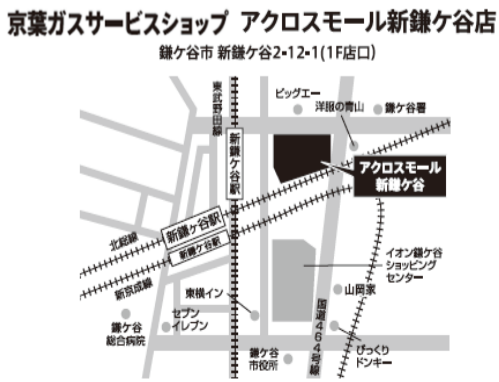 京葉ガスサービスショップ アクロスモール新鎌ケ谷店
鎌ケ谷市 新鎌ケ谷2-12-1(1F店口)
東武野田線
ビッグエー
洋服の青山
鎌ケ谷署
新鎌ケ谷駅
アクロスモール
新鎌ケ谷
北総線
新鎌ヶ谷駅
新鎌ヶ谷駅
新京成線
イオン鎌ケ谷
ショッピング
センター
東横イン
山岡家
国道464号線
鎌ケ谷
総合病院
セブン
イレブン
鎌ケ谷
市役所
びっくり
ドンキー